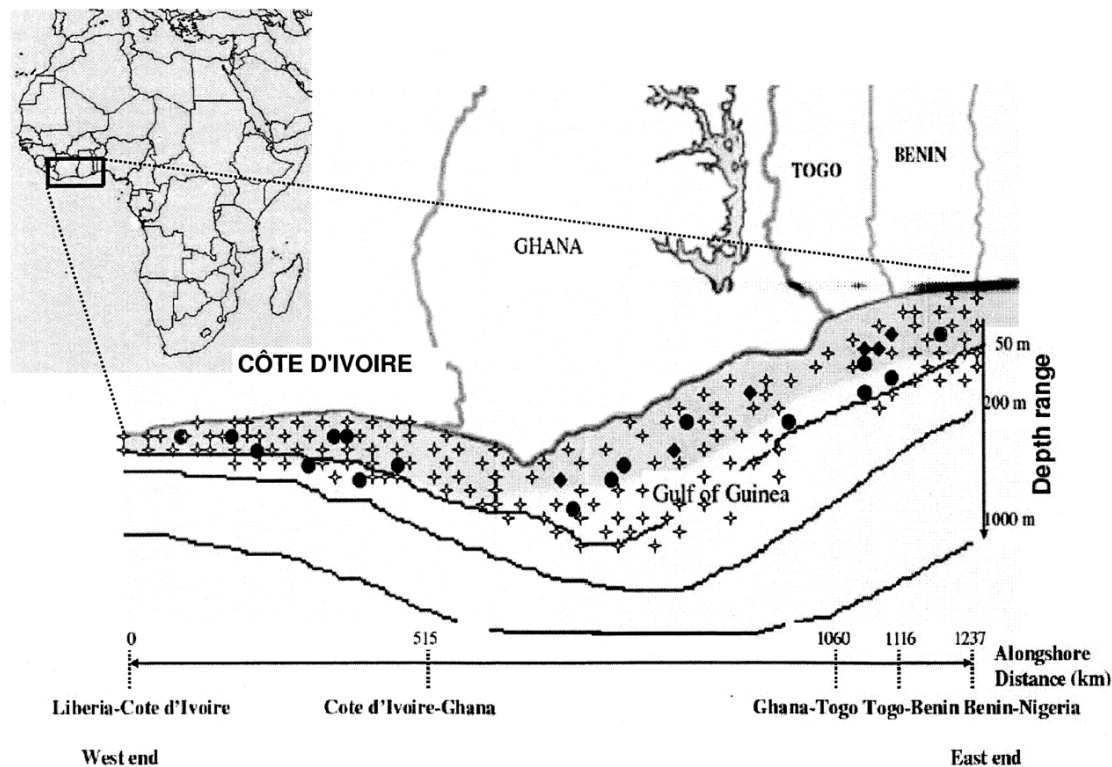 BENIN
TOGO
GHANA
CÔTE D'IVOIRE
50 m
200 m
1000 m
Depth range
Gulf of Guinea
0
515
1060
1116
1237
Alongshore
Distance (km)
Liberia-Cote d'Ivoire
Cote d'Ivoire-Ghana
Ghana-Togo
Togo-Benin
Benin-Nigeria
West end
East end